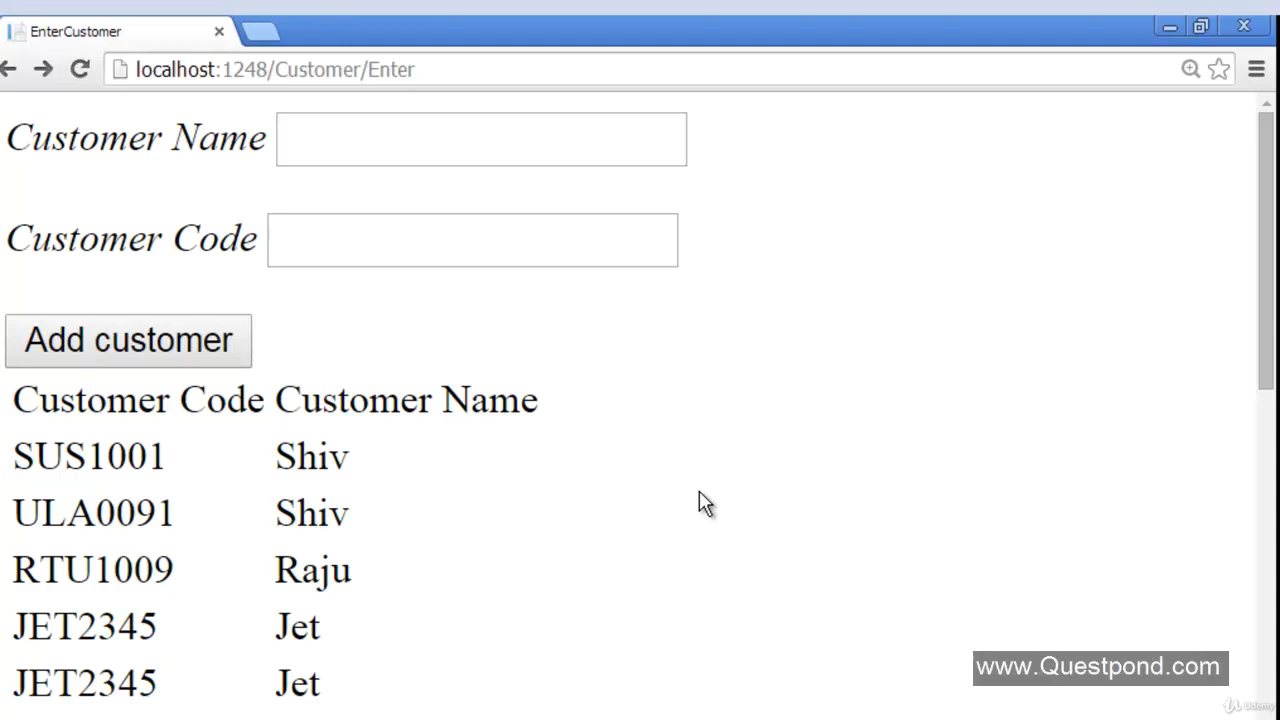 EnterCustomer
localhost:1248/Customer/Enter
Customer Name
Customer Code
Add customer
Customer Code Customer Name
SUS1001 Shiv
ULA0091 Shiv
RTU1009 Raju
JET2345 Jet
JET2345 Jet
www.Questpond.com
Udemy